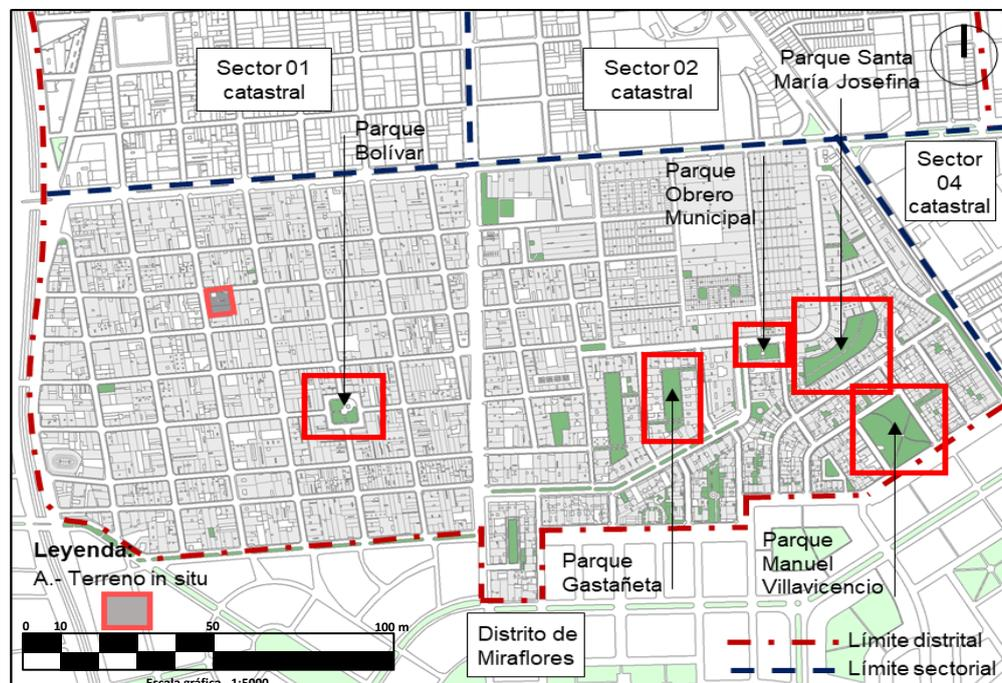 Sector 01
catastral
Sector 02
catastral
Parque Santa
María Josefina
Parque
Bolívar
Parque
Obrero
Municipal
Sector
04
catastral
Leyenda:
A.- Terreno in situ
0 10 50 100 m
Escala gráfica 1:5000
Parque
Gastañeta
Parque
Manuel
Villavicencio
Distrito de
Miraflores
Límite distrital
Límite sectorial